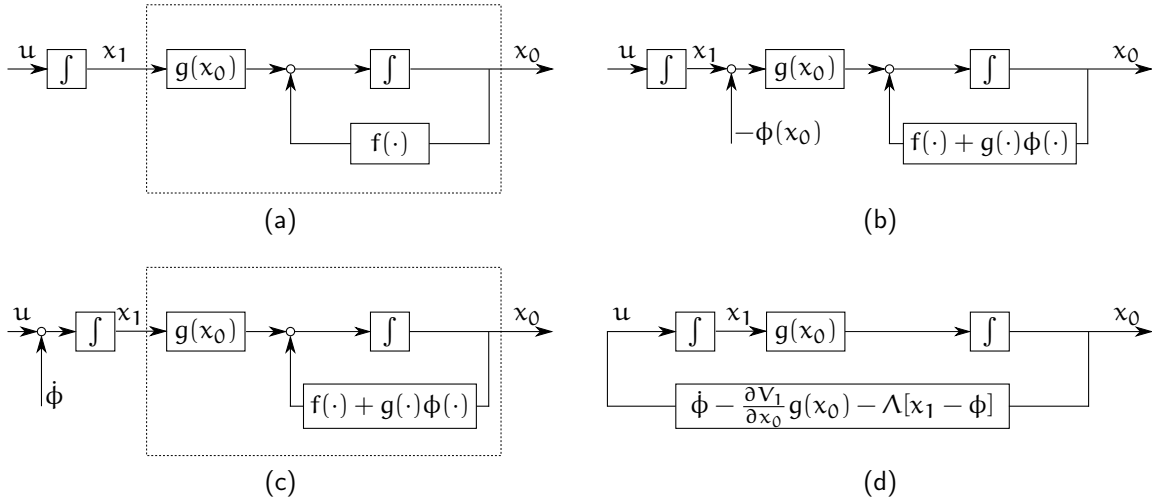 u ∫ x₁ g(x₀) ∫ x₀
f(·)
(a)
u ∫ x₁ g(x₀) ∫ x₀
−ϕ(x₀) f(·) + g(·)ϕ(·)
(b)
u ∫ x₁ g(x₀) ∫ x₀
ϕ̇ f(·) + g(·)ϕ(·)
(c)
u ∫ x₁ g(x₀) ∫ x₀
ϕ̇ − ∂V₁/∂x₀ g(x₀) − Λ[x₁ − ϕ]
(d)